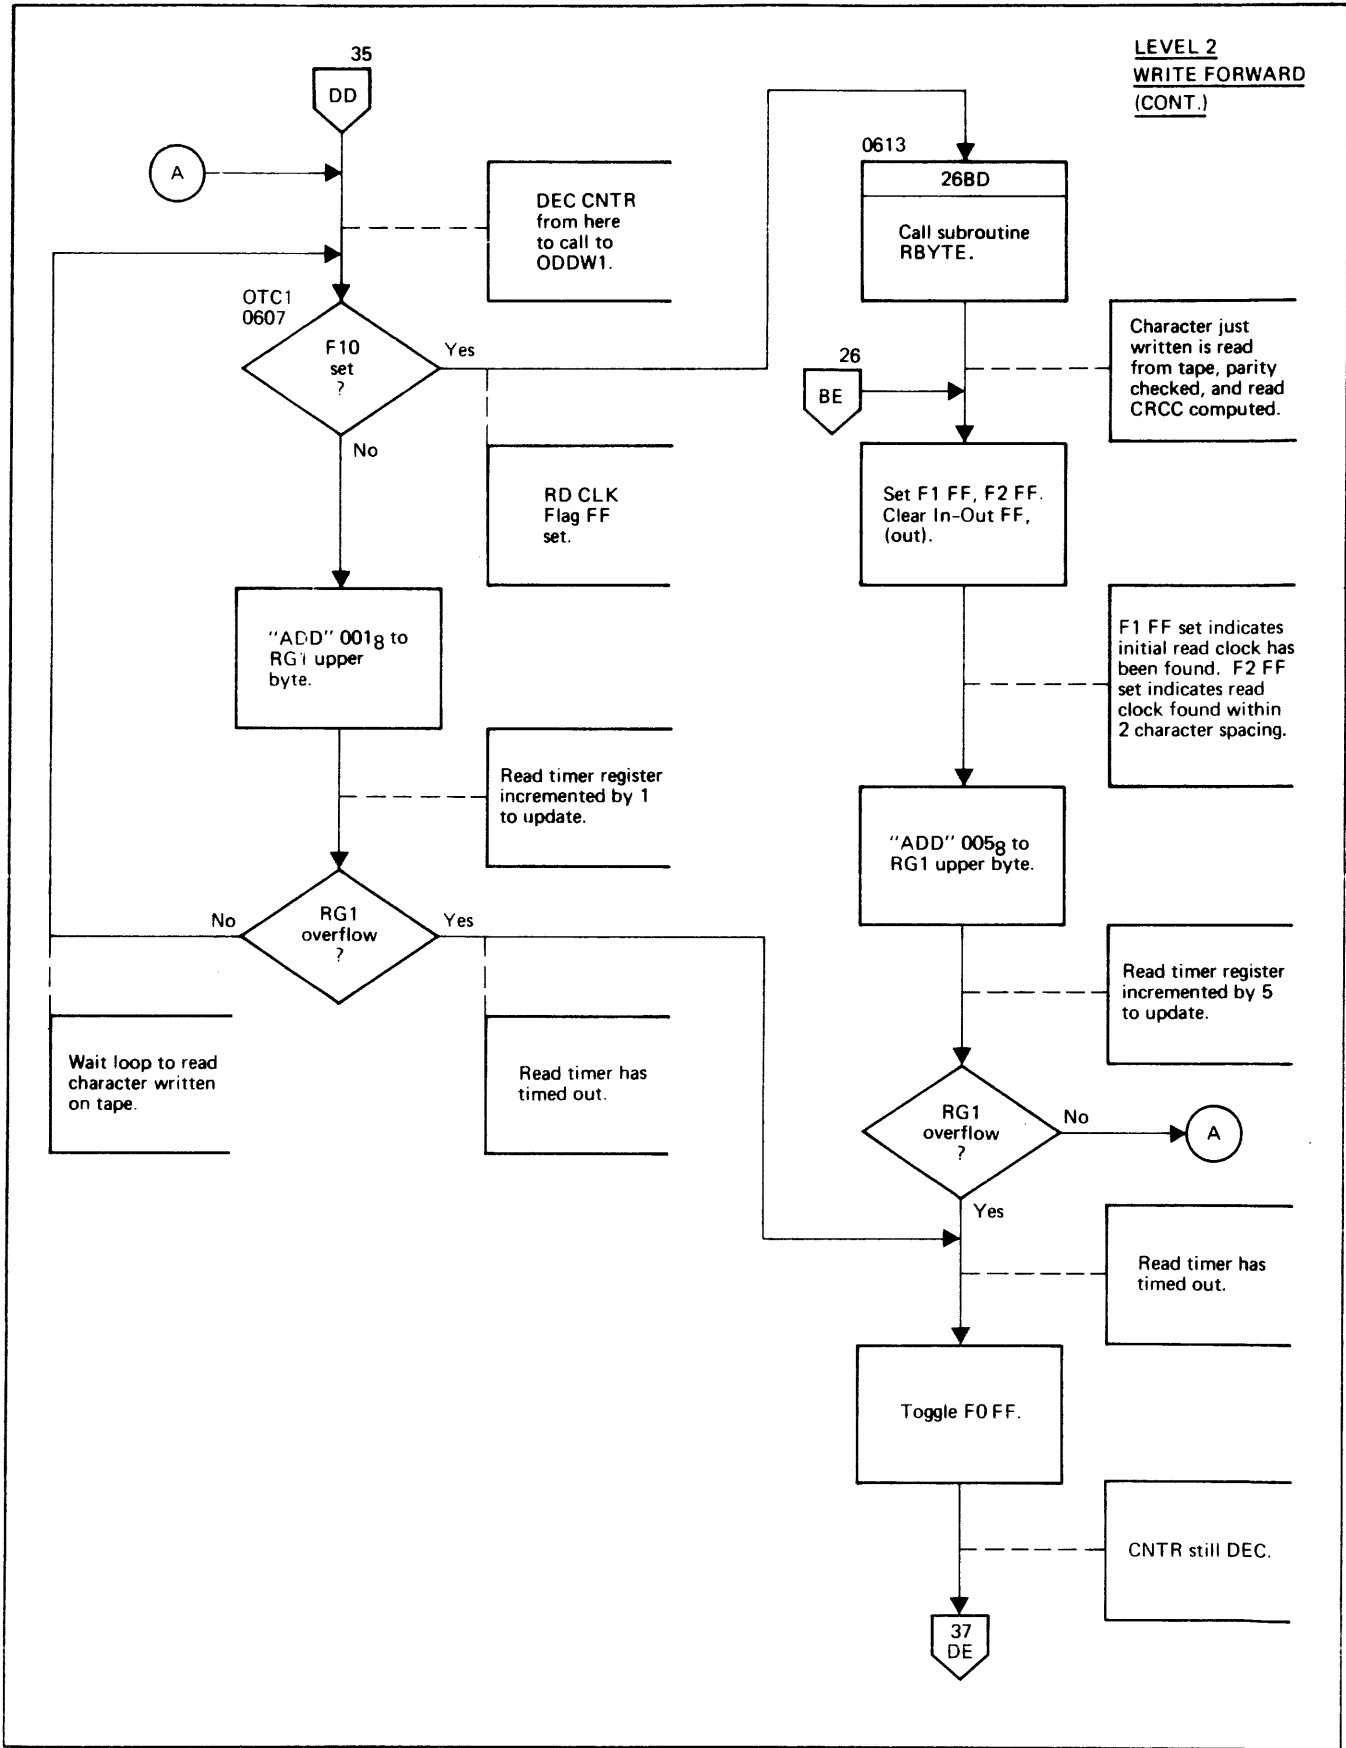 LEVEL 2
WRITE FORWARD
(CONT.)
35
DD
A
DEC CNTR
from here
to call to
ODDW1.
OTC1
0607
F10
set
?
Yes
No
RD CLK
Flag FF
set.
"ADD" 001₈ to
RG1 upper
byte.
Read timer register
incremented by 1
to update.
RG1
overflow
?
No
Yes
Wait loop to read
character written
on tape.
Read timer has
timed out.
0613
26BD
Call subroutine
RBYTE.
Character just
written is read
from tape, parity
checked, and read
CRCC computed.
26
BE
Set F1 FF, F2 FF.
Clear In-Out FF,
(out).
F1 FF set indicates
initial read clock has
been found. F2 FF
set indicates read
clock found within
2 character spacing.
"ADD" 005₈ to
RG1 upper byte.
Read timer register
incremented by 5
to update.
RG1
overflow
?
No
A
Yes
Read timer has
timed out.
Toggle F0 FF.
CNTR still DEC.
37
DE